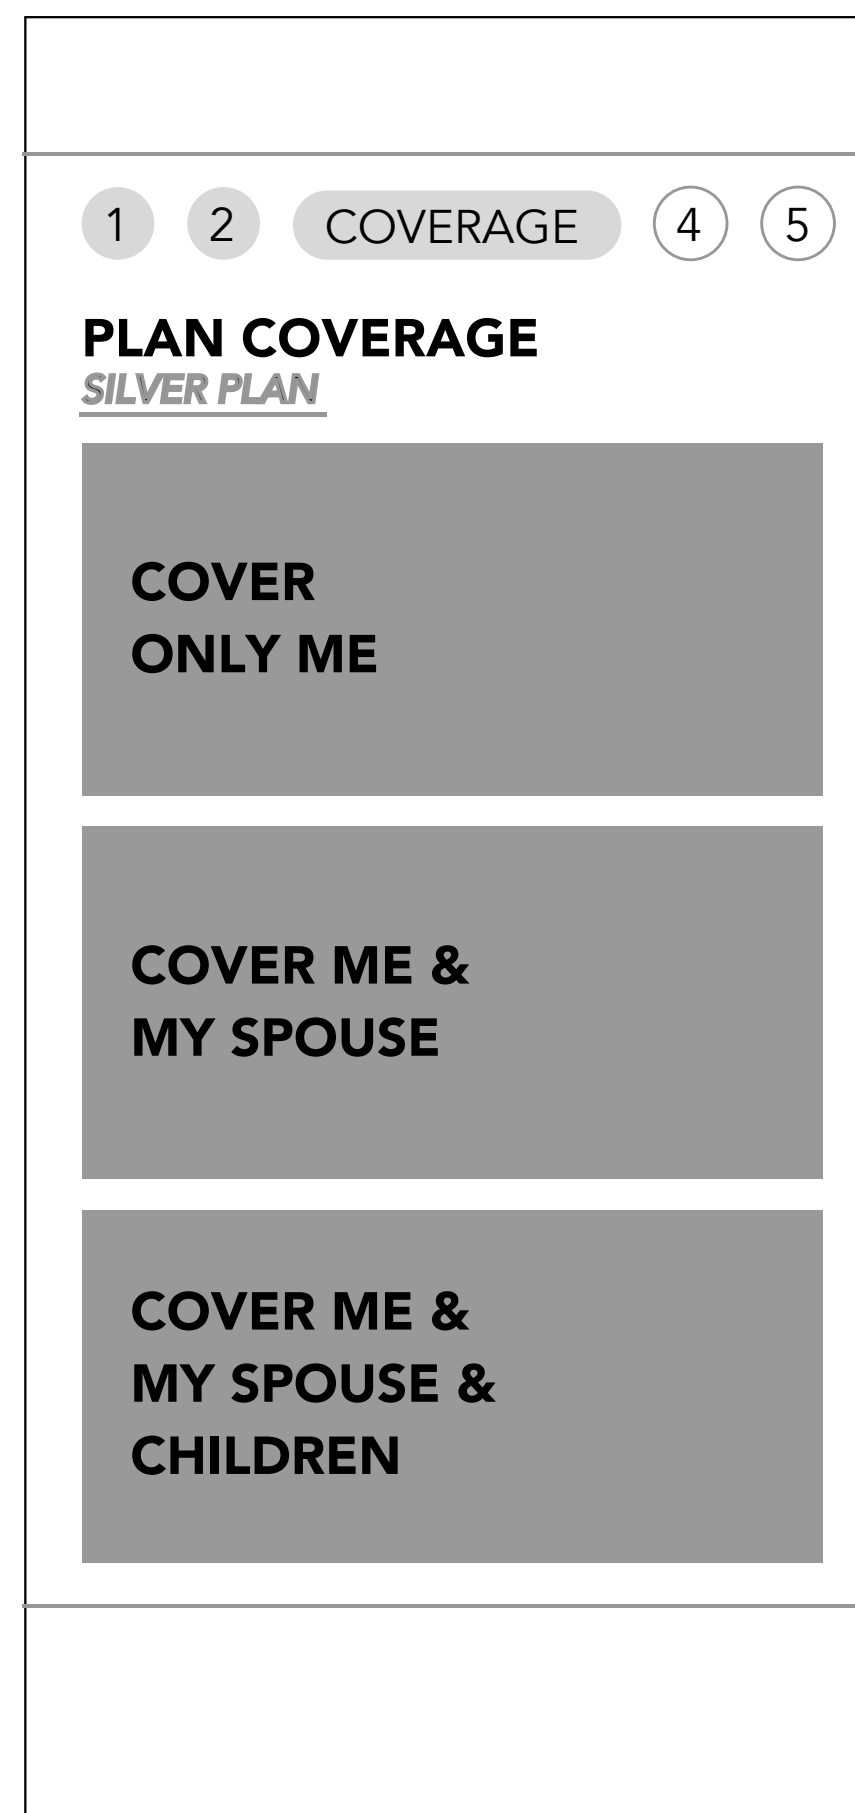 1 2 COVERAGE 4 5
PLAN COVERAGE
SILVER PLAN
COVER
ONLY ME
COVER ME &
MY SPOUSE
COVER ME &
MY SPOUSE &
CHILDREN